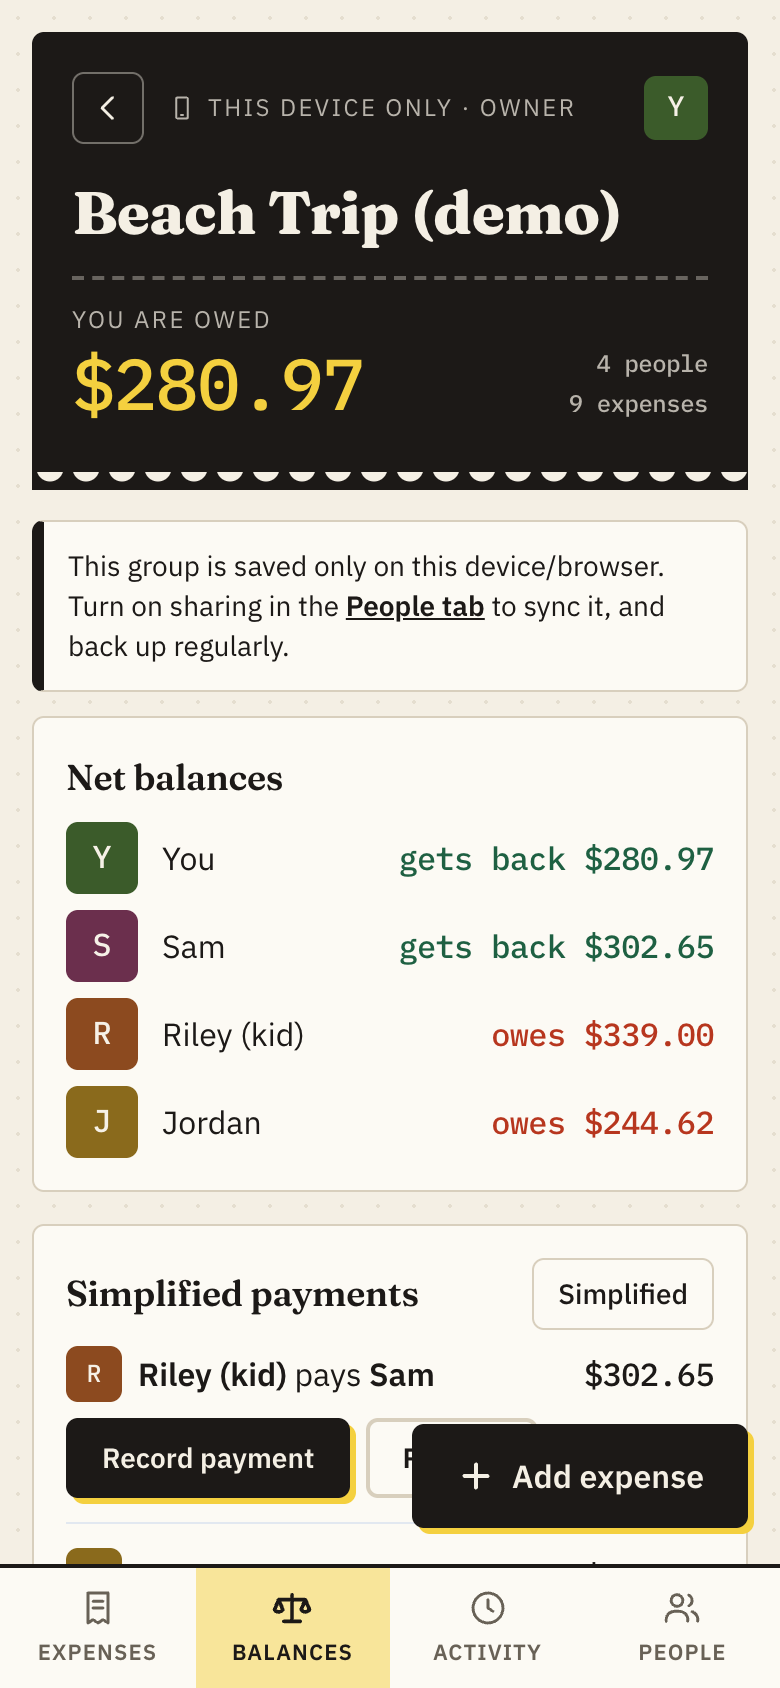 THIS DEVICE ONLY · OWNER
Y
Beach Trip (demo)
YOU ARE OWED
$280.97
4 people
9 expenses
This group is saved only on this device/browser.
Turn on sharing in the People tab to sync it, and
back up regularly.
Net balances
Y You gets back $280.97
S Sam gets back $302.65
R Riley (kid) owes $339.00
J Jordan owes $244.62
Simplified payments Simplified
R Riley (kid) pays Sam $302.65
Record payment
+ Add expense
EXPENSES BALANCES ACTIVITY PEOPLE